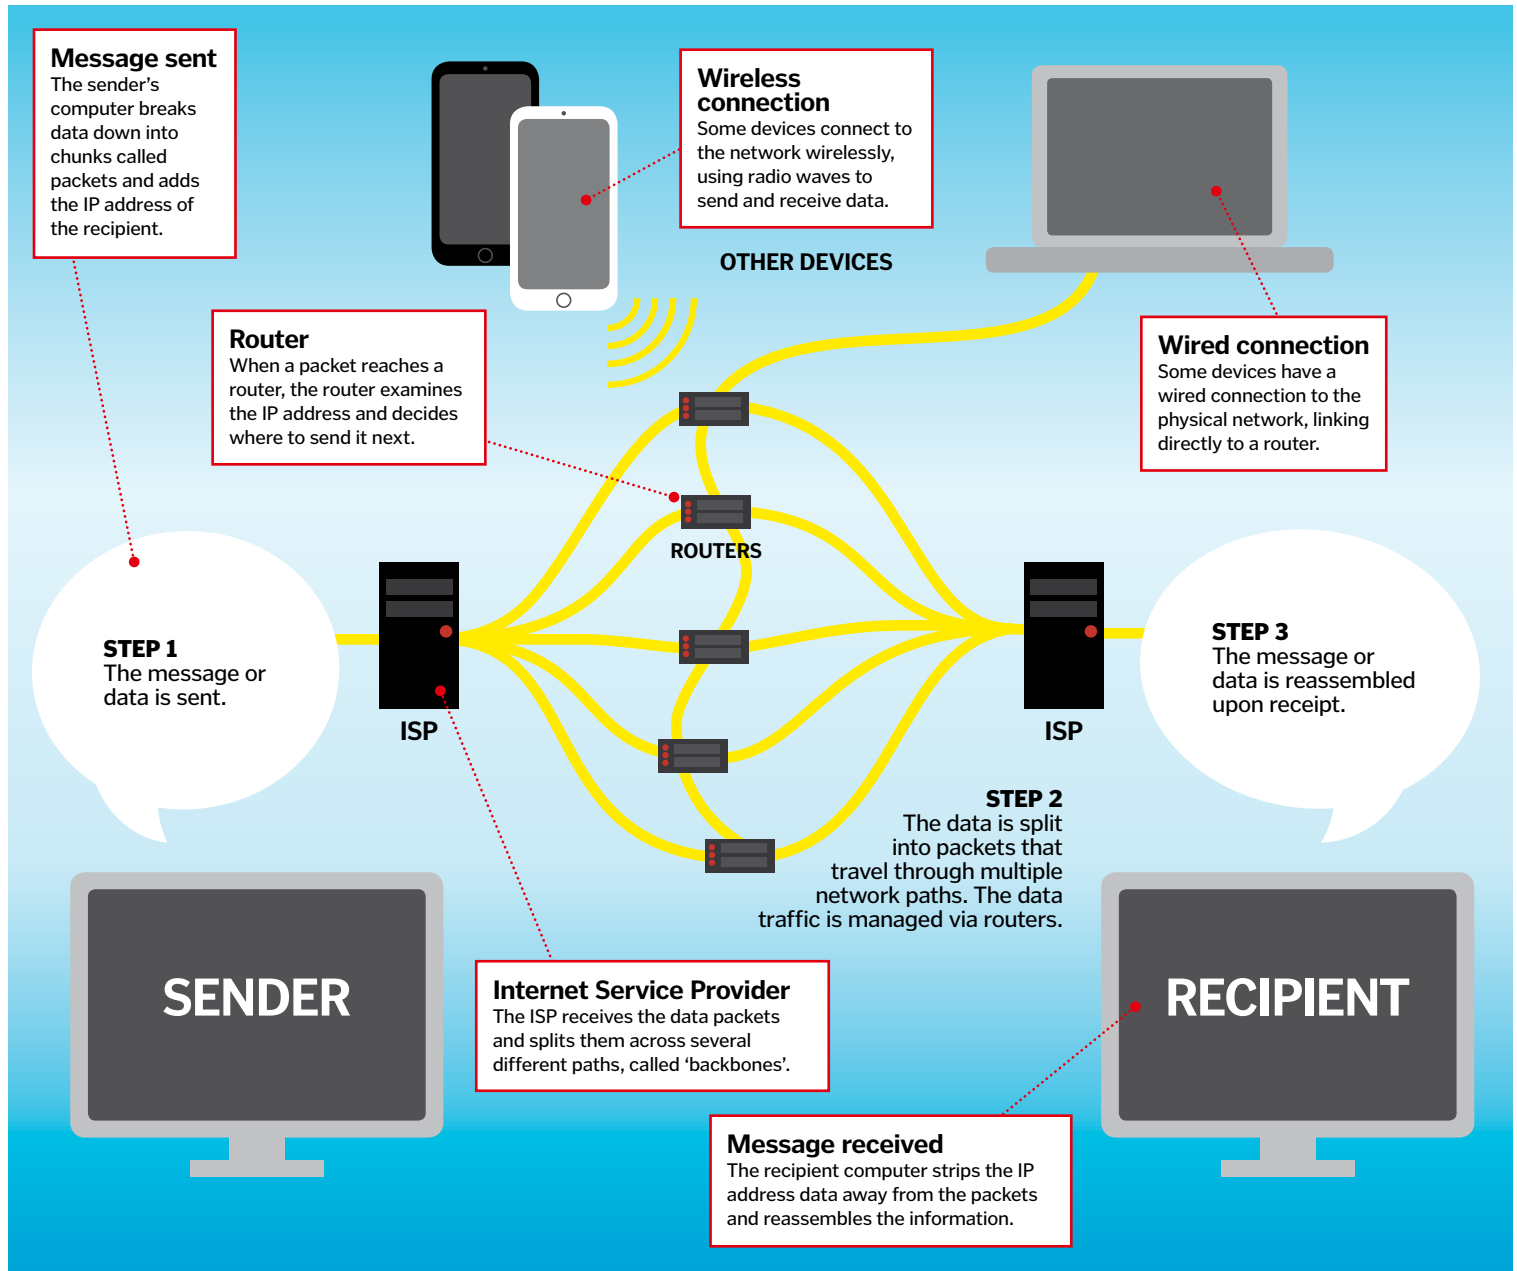 Message sent
The sender’s
computer breaks
data down into
chunks called
packets and adds
the IP address of
the recipient.
Wireless
connection
Some devices connect to
the network wirelessly,
using radio waves to
send and receive data.
OTHER DEVICES
Router
When a packet reaches a
router, the router examines
the IP address and decides
where to send it next.
Wired connection
Some devices have a
wired connection to the
physical network, linking
directly to a router.
ROUTERS
STEP 1
The message or
data is sent.
ISP
ISP
STEP 3
The message or
data is reassembled
upon receipt.
STEP 2
The data is split
into packets that
travel through multiple
network paths. The data
traffic is managed via routers.
SENDER
Internet Service Provider
The ISP receives the data packets
and splits them across several
different paths, called ‘backbones’.
RECIPIENT
Message received
The recipient computer strips the IP
address data away from the packets
and reassembles the information.